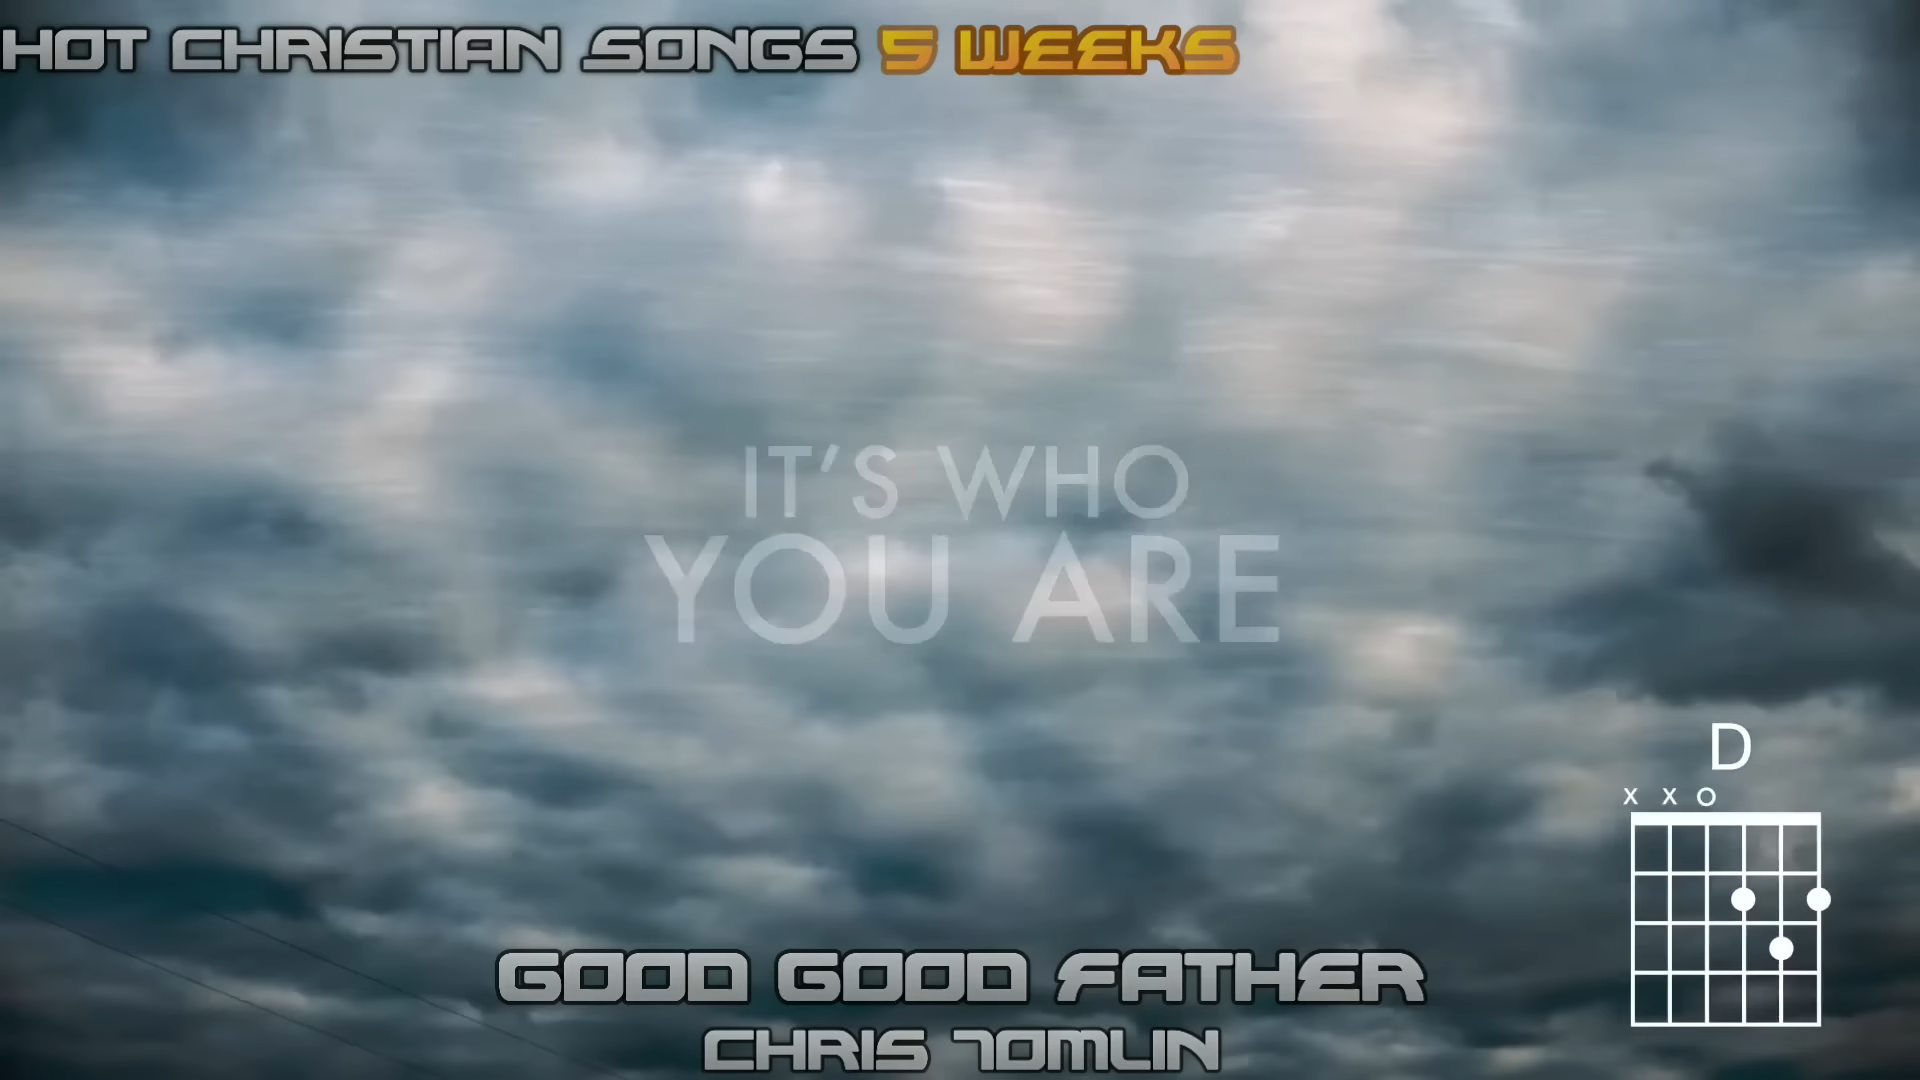 HOT CHRISTIAN SONGS 5 WEEKS
IT'S WHO
YOU ARE
D
x x o
GOOD GOOD FATHER
CHRIS TOMLIN